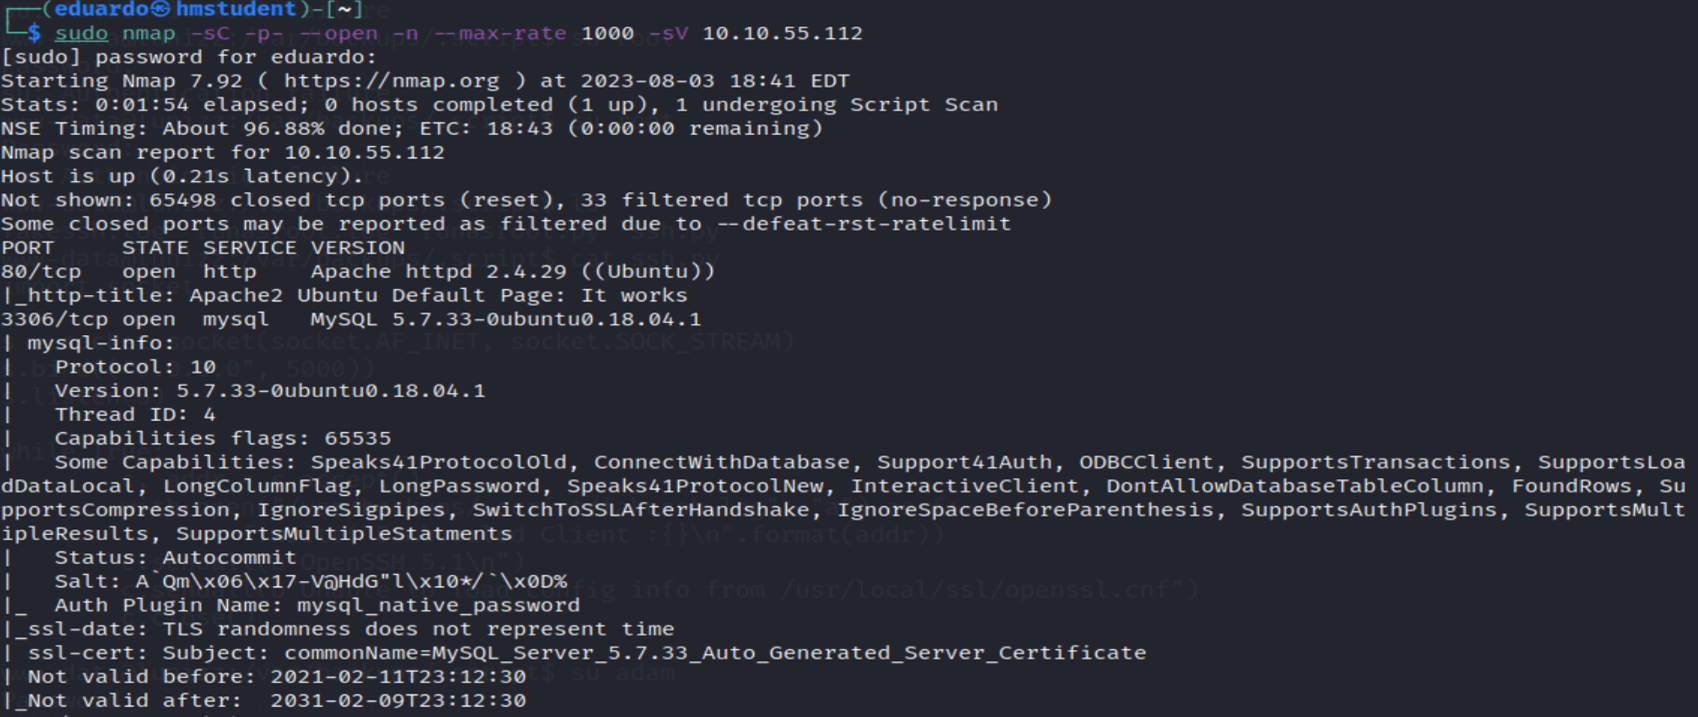 ┌──(eduardo㉿hmstudent)-[~]
└─$ sudo nmap -sC -p- --open -n --max-rate 1000 -sV 10.10.55.112
[sudo] password for eduardo:
Starting Nmap 7.92 ( https://nmap.org ) at 2023-08-03 18:41 EDT
Stats: 0:01:54 elapsed; 0 hosts completed (1 up), 1 undergoing Script Scan
NSE Timing: About 96.88% done; ETC: 18:43 (0:00:00 remaining)
Nmap scan report for 10.10.55.112
Host is up (0.21s latency).
Not shown: 65498 closed tcp ports (reset), 33 filtered tcp ports (no-response)
Some closed ports may be reported as filtered due to --defeat-rst-ratelimit
PORT     STATE SERVICE VERSION
80/tcp   open  http    Apache httpd 2.4.29 ((Ubuntu))
|_http-title: Apache2 Ubuntu Default Page: It works
3306/tcp open  mysql   MySQL 5.7.33-0ubuntu0.18.04.1
| mysql-info:
|   Protocol: 10
|   Version: 5.7.33-0ubuntu0.18.04.1
|   Thread ID: 4
|   Capabilities flags: 65535
|   Some Capabilities: Speaks41ProtocolOld, ConnectWithDatabase, Support41Auth, ODBCClient, SupportsTransactions, SupportsLoa
dDataLocal, LongColumnFlag, LongPassword, Speaks41ProtocolNew, InteractiveClient, DontAllowDatabaseTableColumn, FoundRows, Su
pportsCompression, IgnoreSigpipes, SwitchToSSLAfterHandshake, IgnoreSpaceBeforeParenthesis, SupportsAuthPlugins, SupportsMult
ipleResults, SupportsMultipleStatments
|   Status: Autocommit
|   Salt: A`Qm\x06\x17-V@HdG"l\x10*/`\x0D%
|_  Auth Plugin Name: mysql_native_password
|_ssl-date: TLS randomness does not represent time
| ssl-cert: Subject: commonName=MySQL_Server_5.7.33_Auto_Generated_Server_Certificate
| Not valid before: 2021-02-11T23:12:30
|_Not valid after:  2031-02-09T23:12:30